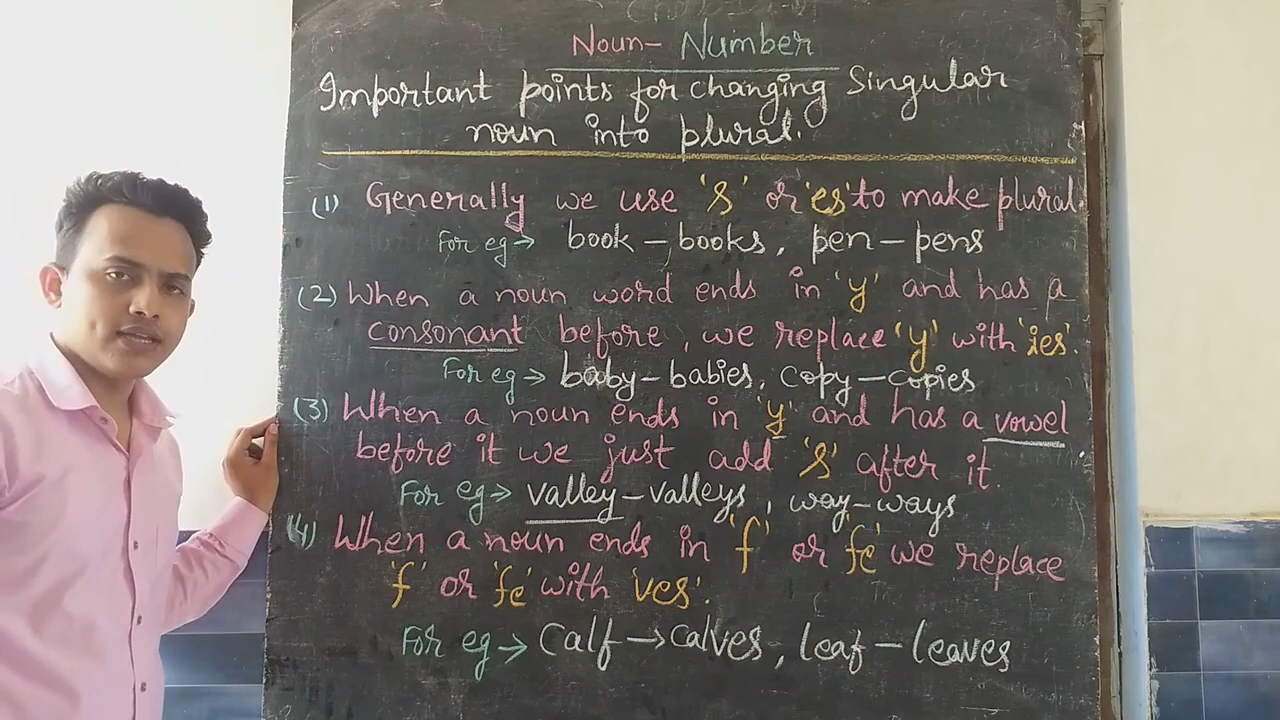 Noun- Number
Important points for changing Singular
noun into plural.
(1) Generally we use 's' or 'es' to make plural.
For eg → book – books, pen – pens
(2) When a noun word ends in 'y' and has a
consonant before, we replace 'y' with 'ies'.
For eg → baby – babies, copy – copies
(3) When a noun ends in 'y' and has a vowel
before it we just add 's' after it.
For eg → valley – valleys, way – ways
(4) When a noun ends in 'f' or 'fe' we replace
'f' or 'fe' with 'ves'.
For eg → Calf → calves, leaf – leaves